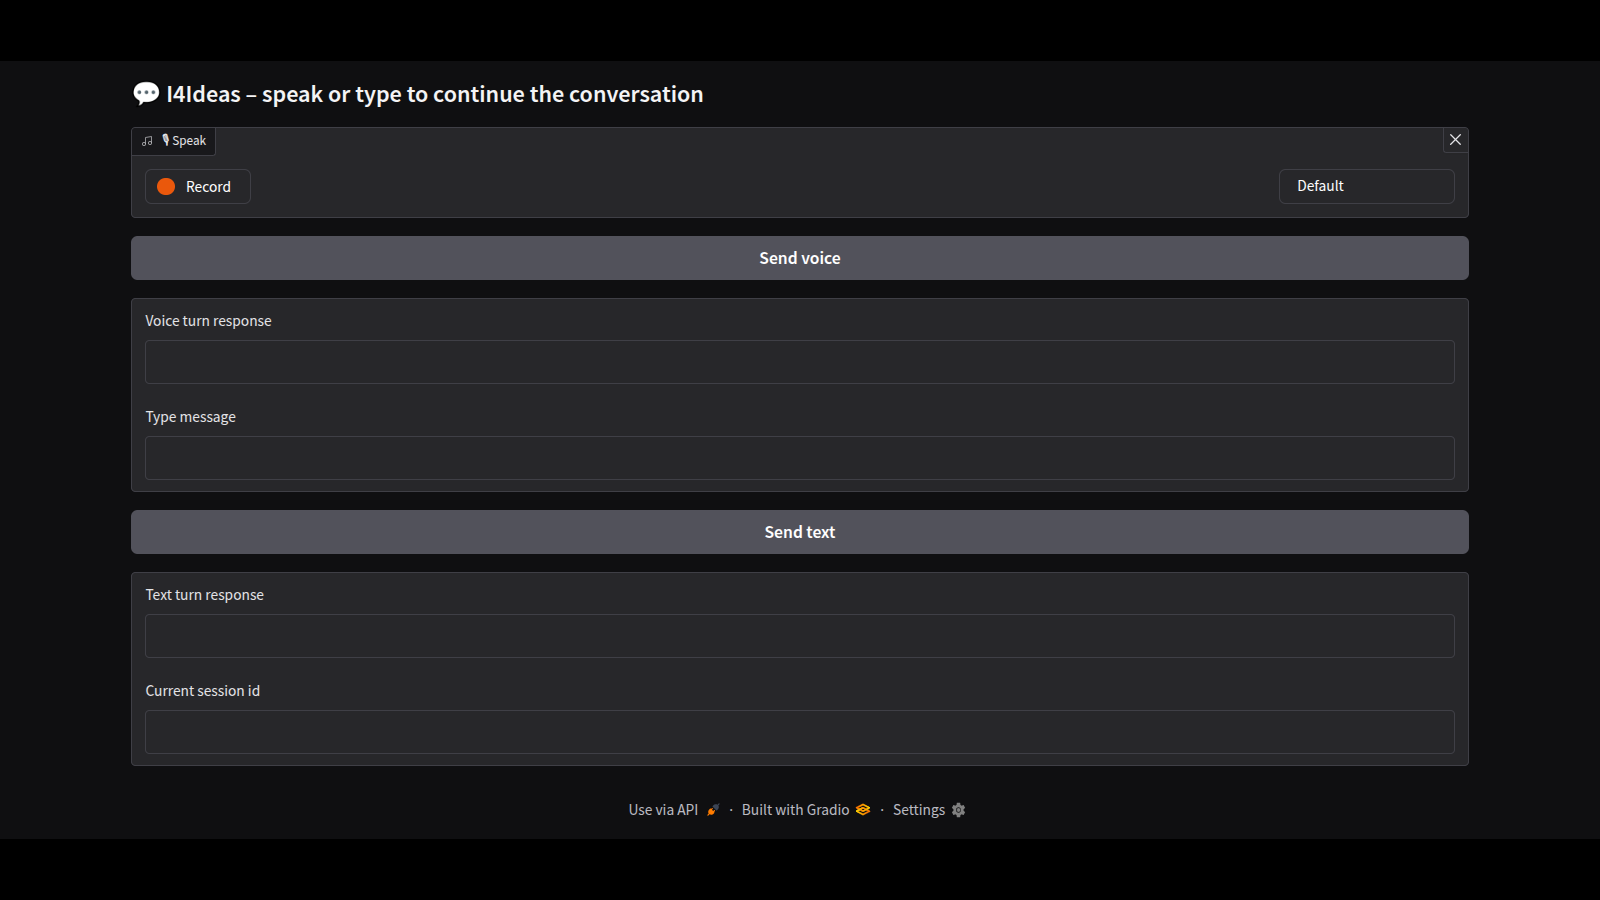 💬 I4Ideas – speak or type to continue the conversation
🎙 Speak
Record
Default
Send voice
Voice turn response
Type message
Send text
Text turn response
Current session id
Use via API 🚀 · Built with Gradio · Settings ⚙